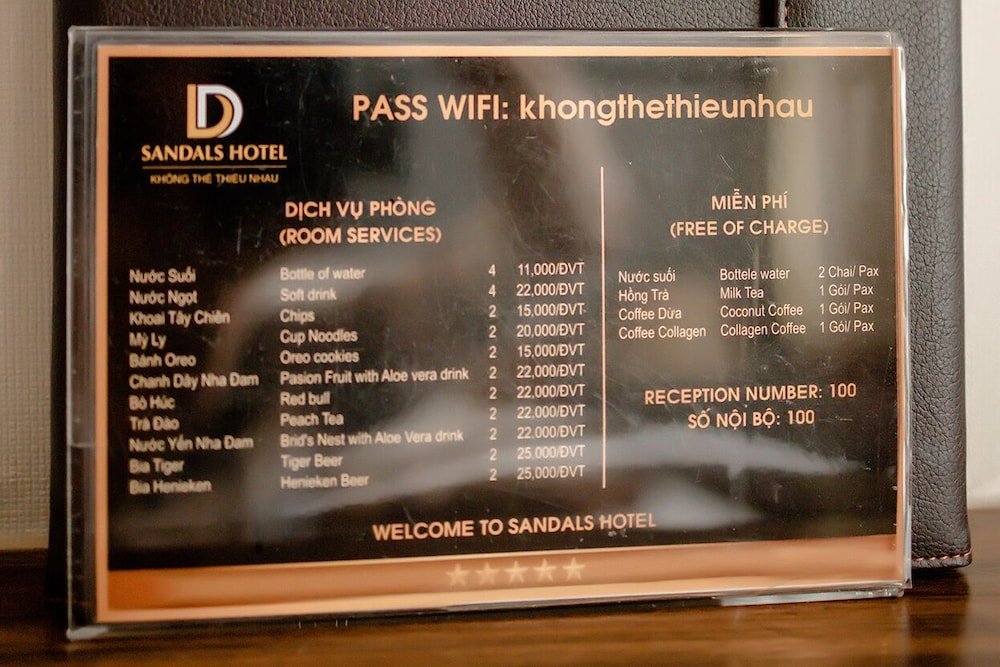 D
SANDALS HOTEL
KHÔNG THỂ THIẾU NHAU
PASS WIFI: khongthethieunhau
DỊCH VỤ PHÒNG
(ROOM SERVICES)
Nước Suối Bottle of water 4 11,000/ĐVT
Nước Ngọt Soft drink 4 22,000/ĐVT
Khoai Tây Chiên Chips 2 15,000/ĐVT
Mỳ Ly Cup Noodles 2 20,000/ĐVT
Bánh Oreo Oreo cookies 2 15,000/ĐVT
Chanh Dây Nha Đam Pasion Fruit with Aloe vera drink 2 22,000/ĐVT
Bò Húc Red bull 2 22,000/ĐVT
Trà Đào Peach Tea 2 22,000/ĐVT
Nước Yến Nha Đam Brid's Nest with Aloe Vera drink 2 22,000/ĐVT
Bia Tiger Tiger Beer 2 25,000/ĐVT
Bia Henieken Henieken Beer 2 25,000/ĐVT
MIỄN PHÍ
(FREE OF CHARGE)
Nước suối Bottele water 2 Chai/ Pax
Hồng Trà Milk Tea 1 Gói/ Pax
Coffee Dừa Coconut Coffee 1 Gói/ Pax
Coffee Collagen Collagen Coffee 1 Gói/ Pax
RECEPTION NUMBER: 100
SỐ NỘI BỘ: 100
WELCOME TO SANDALS HOTEL